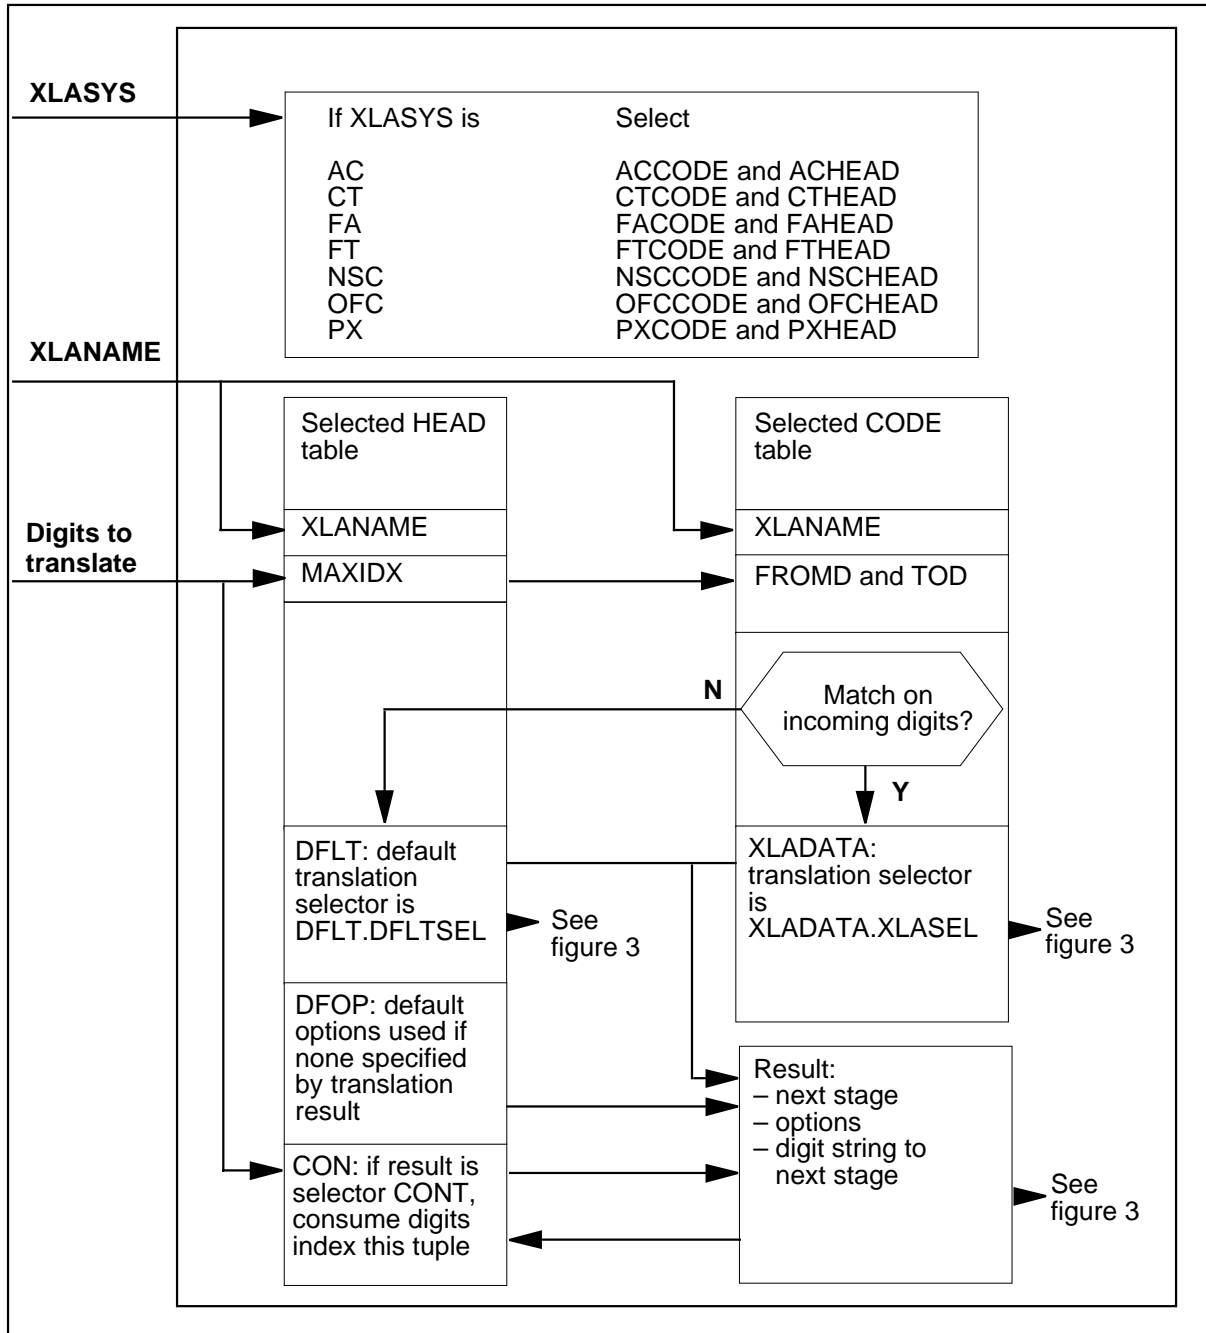 XLASYS
If XLASYS is Select
AC ACCODE and ACHEAD
CT CTCODE and CTHEAD
FA FACODE and FAHEAD
FT FTCODE and FTHEAD
NSC NSCCODE and NSCHEAD
OFC OFCCODE and OFCHEAD
PX PXCODE and PXHEAD
XLANAME
Selected HEAD
table
Selected CODE
table
Digits to
translate
XLANAME
XLANAME
MAXIDX
FROMD and TOD
N
Match on
incoming digits?
Y
DFLT: default
translation
selector is
DFLT.DFLTSEL
See
figure 3
XLADATA:
translation selector
is
XLADATA.XLASEL
See
figure 3
DFOP: default
options used if
none specified
by translation
result
Result:
– next stage
– options
– digit string to
next stage
See
figure 3
CON: if result is
selector CONT,
consume digits
index this tuple